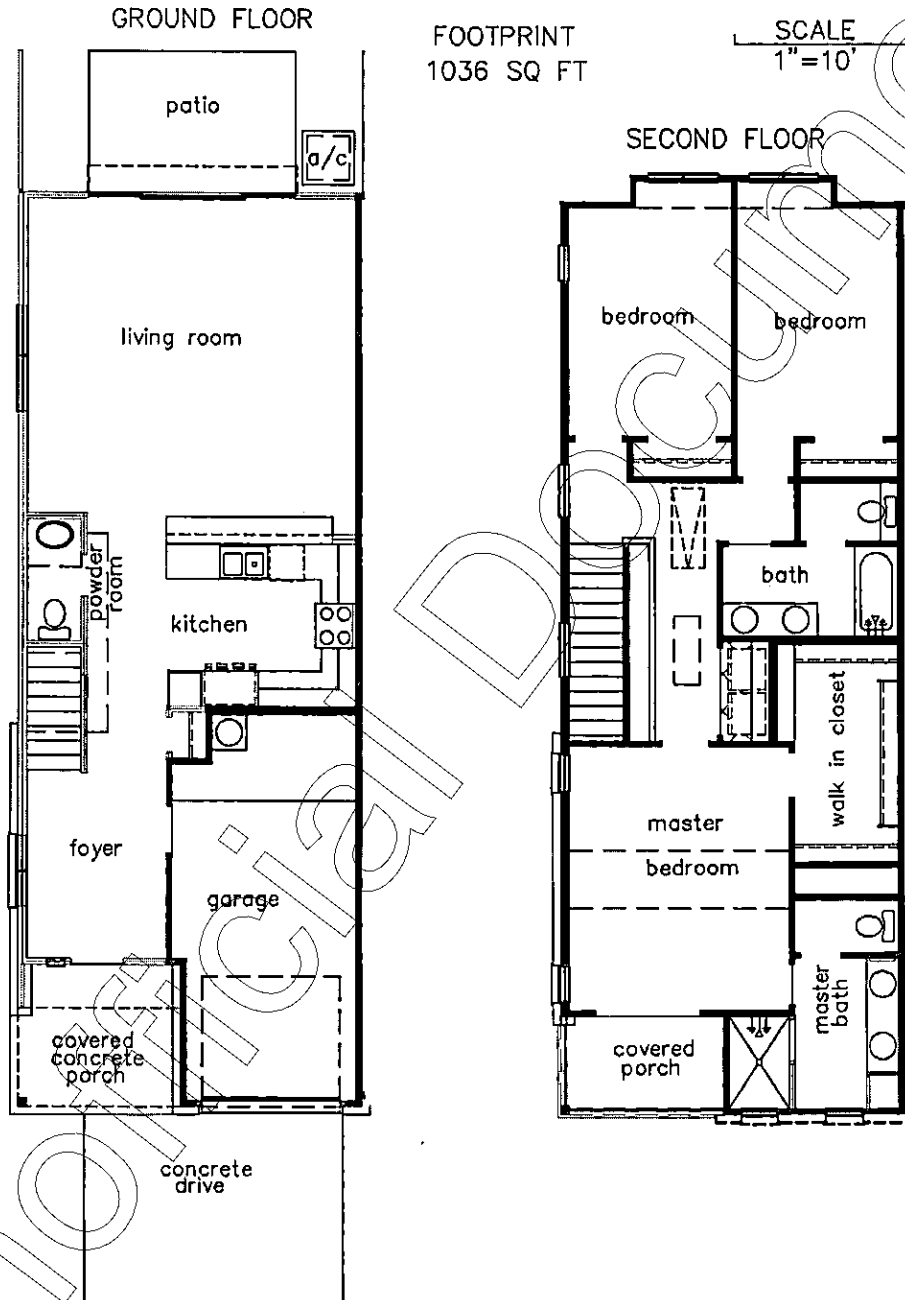 GROUND FLOOR
FOOTPRINT
1036 SQ FT
SCALE
1"=10'
SECOND FLOOR
patio
a/c
living room
powder
room
kitchen
foyer
garage
covered
concrete
porch
concrete
drive
bedroom
bedroom
bath
walk in closet
master
bedroom
master
bath
covered
porch